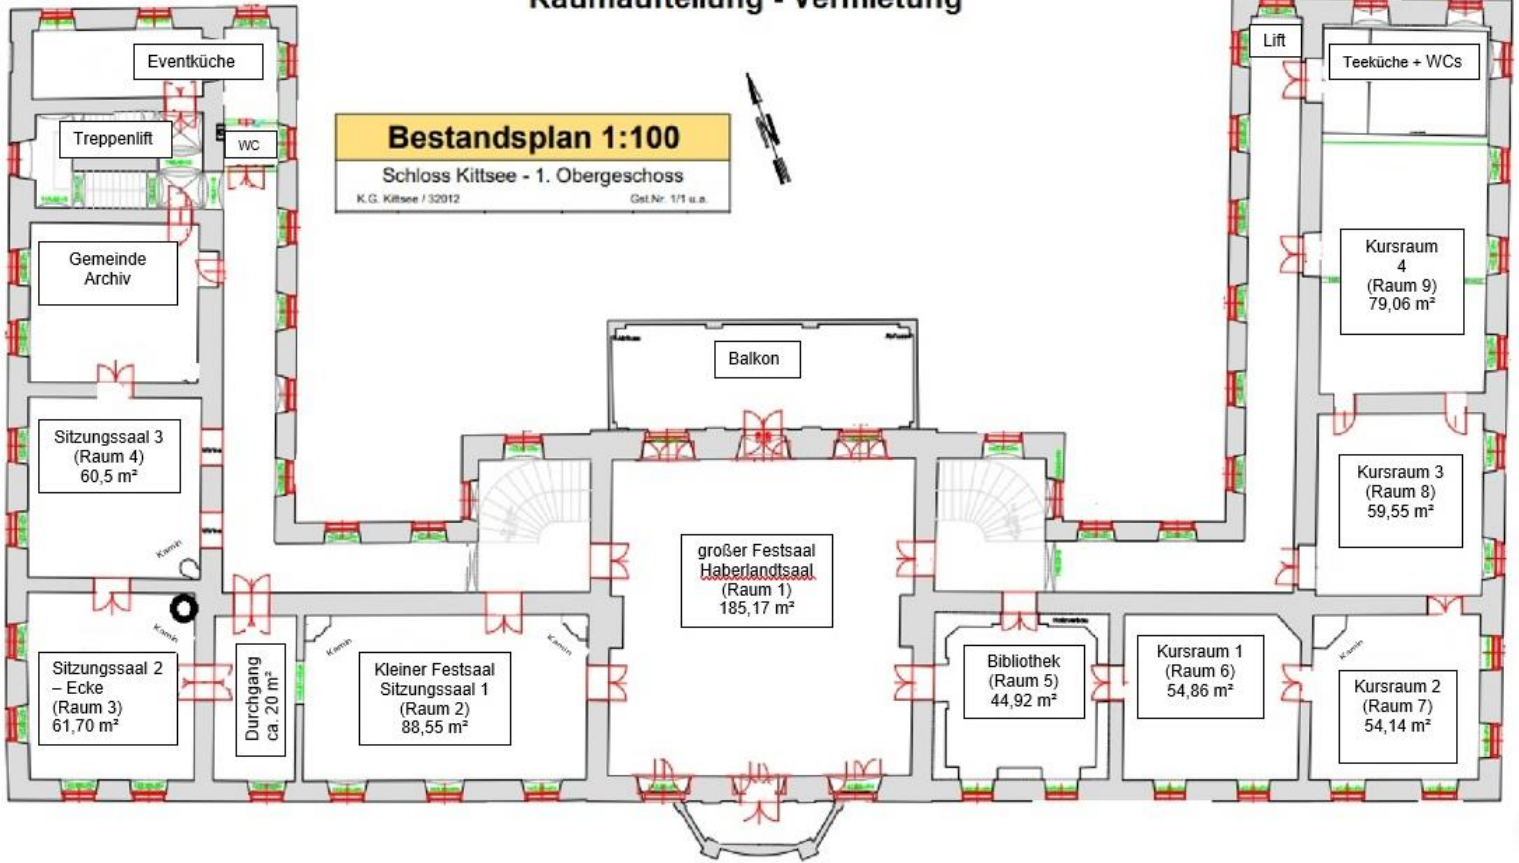 Raumaufteilung - Vermietung
Eventküche
Lift
Teeküche + WCs
Treppenlift
WC
Bestandsplan 1:100
Schloss Kittsee - 1. Obergeschoss
K.G. Kittsee / 32012
Gst.Nr. 1/1 u.a.
N
Gemeinde
Archiv
Kursraum
4
(Raum 9)
79,06 m²
Balkon
Sitzungssaal 3
(Raum 4)
60,5 m²
Kamin
Kursraum 3
(Raum 8)
59,55 m²
großer Festsaal
Haberlandtsaal
(Raum 1)
185,17 m²
Kamin
Sitzungssaal 2
– Ecke
(Raum 3)
61,70 m²
Durchgang
ca. 20 m²
Kamin
Kamin
Kleiner Festsaal
Sitzungssaal 1
(Raum 2)
88,55 m²
Bibliothek
(Raum 5)
44,92 m²
Kursraum 1
(Raum 6)
54,86 m²
Kamin
Kursraum 2
(Raum 7)
54,14 m²